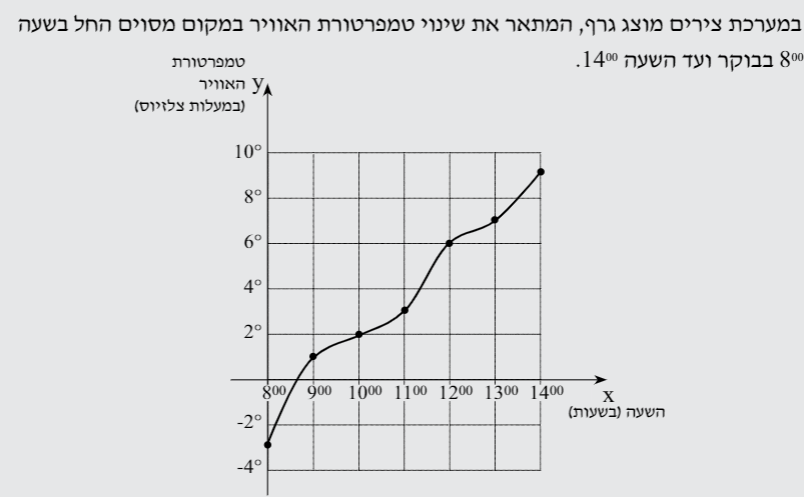 במערכת צירים מוצג גרף, המתאר את שינוי טמפרטורת האוויר במקום מסוים החל בשעה
8⁰⁰ בבוקר ועד השעה 14⁰⁰.
טמפרטורת
האוויר y
(במעלות צלזיוס)
10°
8°
6°
4°
2°
8⁰⁰ 9⁰⁰ 10⁰⁰ 11⁰⁰ 12⁰⁰ 13⁰⁰ 14⁰⁰ x
השעה (בשעות)
-2°
-4°